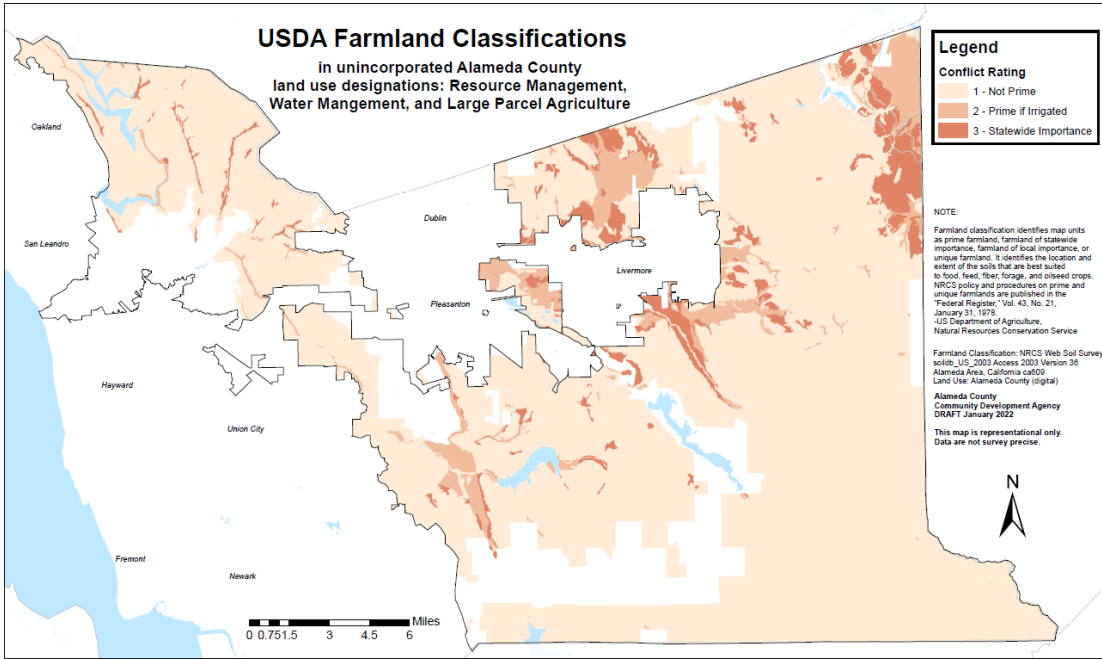 USDA Farmland Classifications
in unincorporated Alameda County
land use designations: Resource Management,
Water Mangement, and Large Parcel Agriculture
Legend
Conflict Rating
1 - Not Prime
2 - Prime if Irrigated
3 - Statewide Importance
Oakland
San Leandro
Dublin
Livermore
Pleasanton
Hayward
Union City
Fremont
Newark
NOTE:
Farmland classification identifies map units
as prime farmland, farmland of statewide
importance, farmland of local importance, or
unique farmland. It identifies the location and
extent of the soils that are best suited
to food, feed, fiber, forage, and oilseed crops.
NRCS policy and procedures on prime and
unique farmlands are published in the
"Federal Register," Vol. 43, No. 21,
January 31, 1978.
-US Department of Agriculture,
Natural Resources Conservation Service
Farmland Classification: NRCS Web Soil Survey
soildb_US_2003 Access 2003 Version 36
Alameda Area, California ca609
Land Use: Alameda County (digital)
Alameda County
Community Development Agency
DRAFT January 2022
This map is representational only.
Data are not survey precise.
N
Miles
0 0.751.5 3 4.5 6